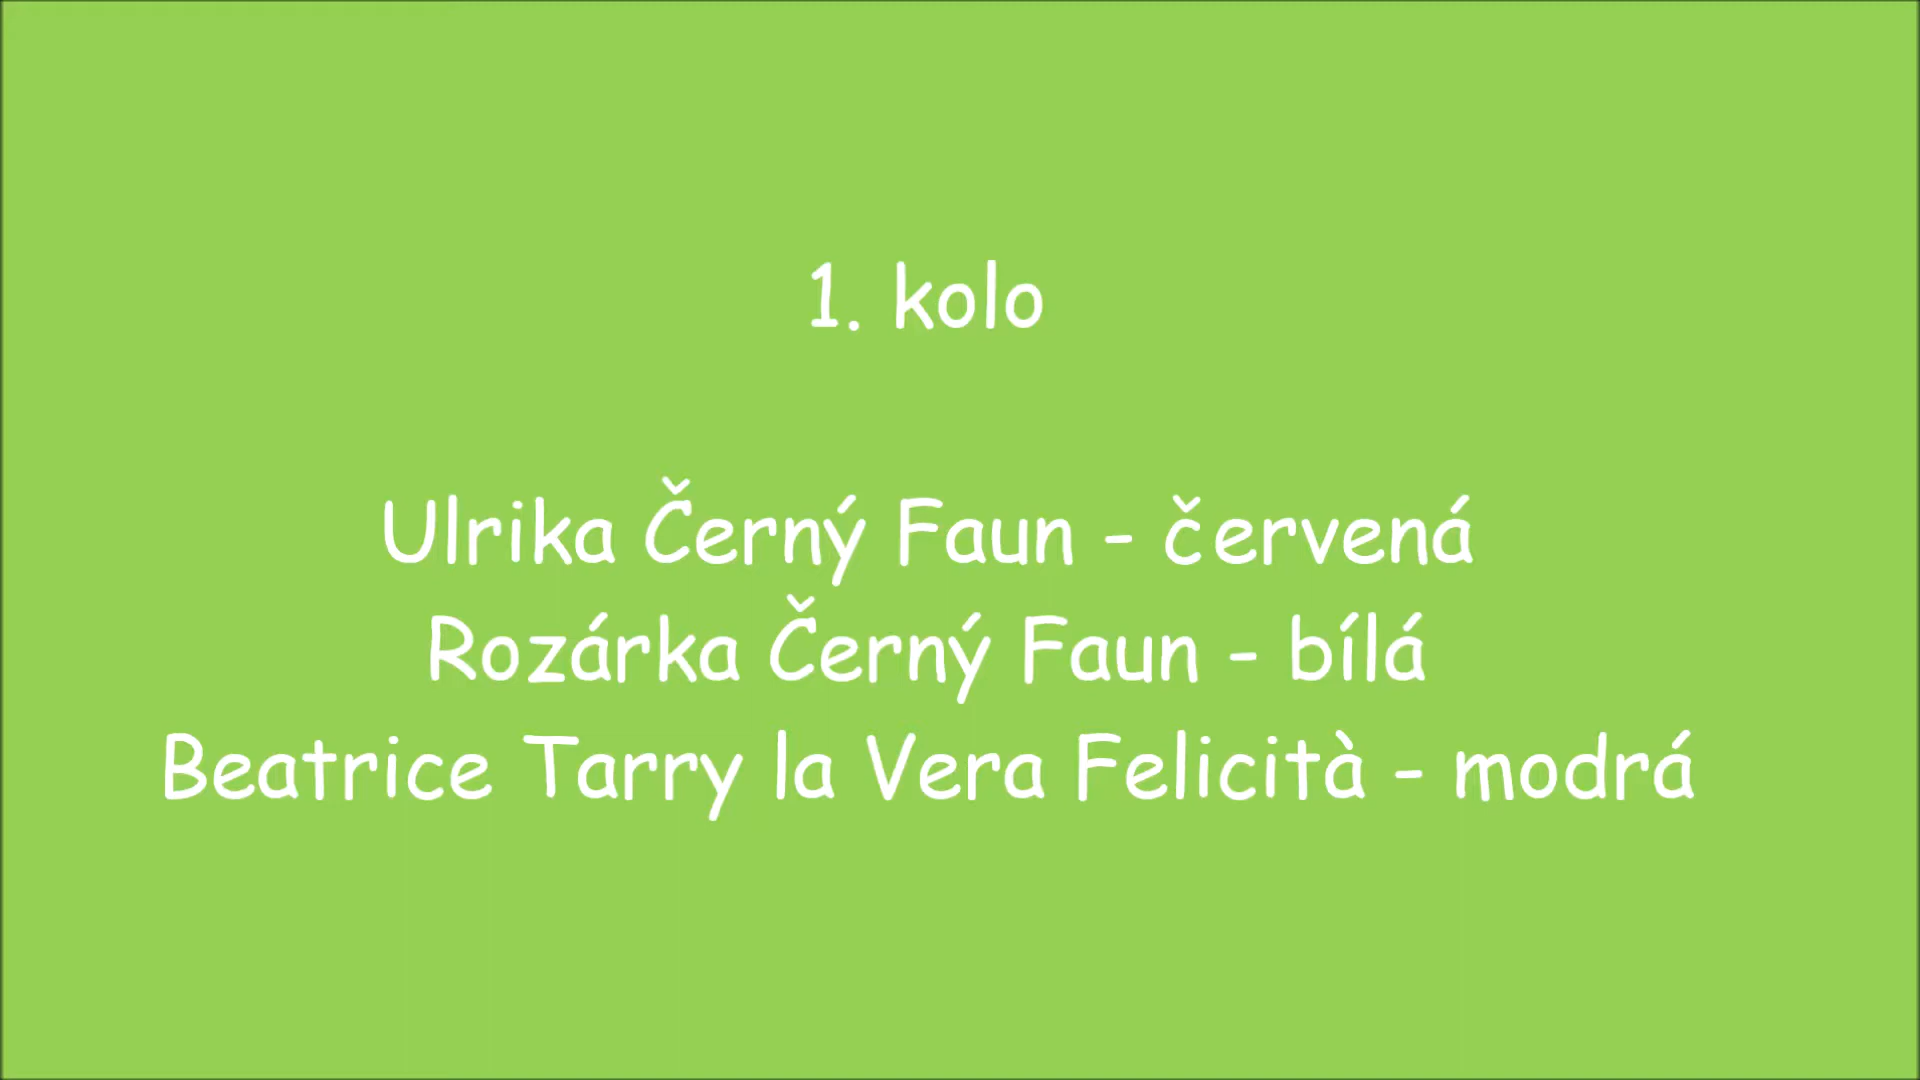 1. kolo
Ulrika Černý Faun - červená
Rozárka Černý Faun - bílá
Beatrice Tarry la Vera Felicità - modrá